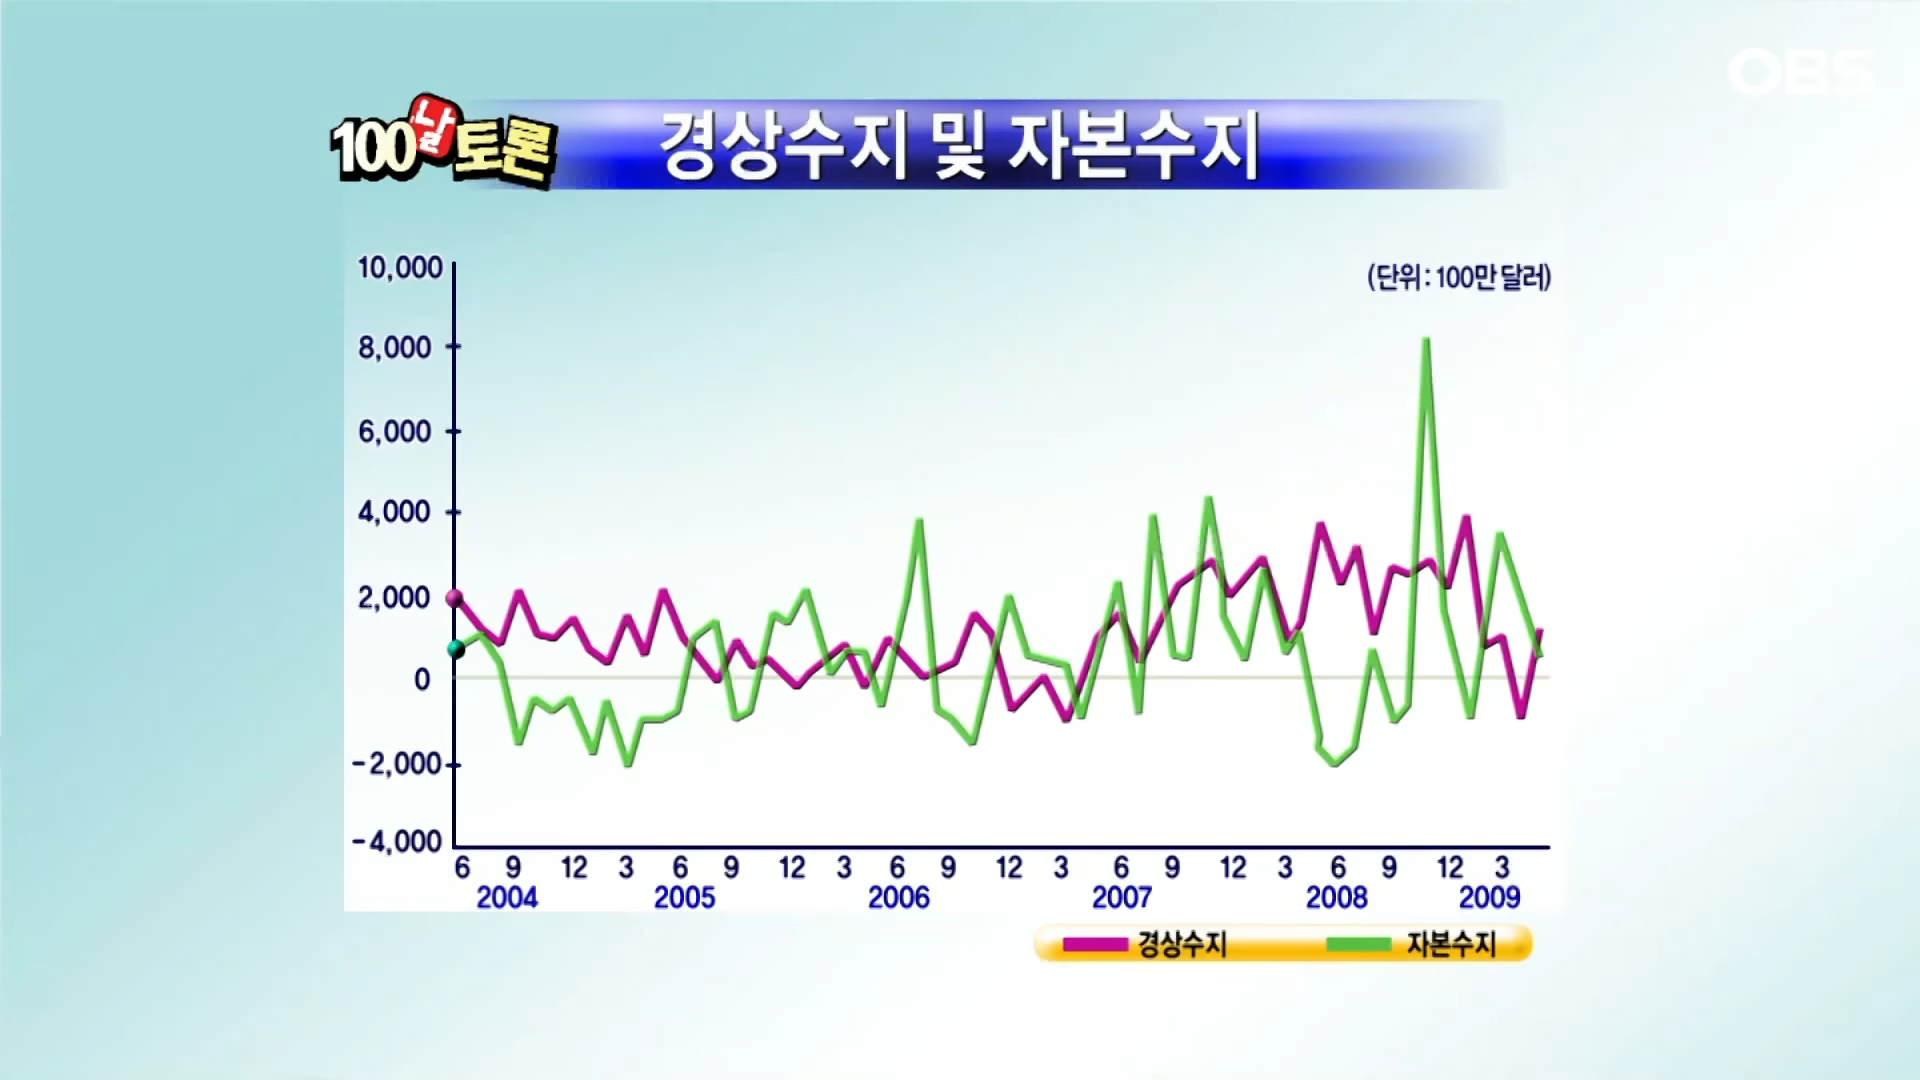 OBS
100날토론
경상수지 및 자본수지
(단위 : 100만 달러)
10,000
8,000
6,000
4,000
2,000
0
-2,000
-4,000
6 9 12 3 6 9 12 3 6 9 12 3 6 9 12 3 6 9 12 3
2004 2005 2006 2007 2008 2009
경상수지 자본수지